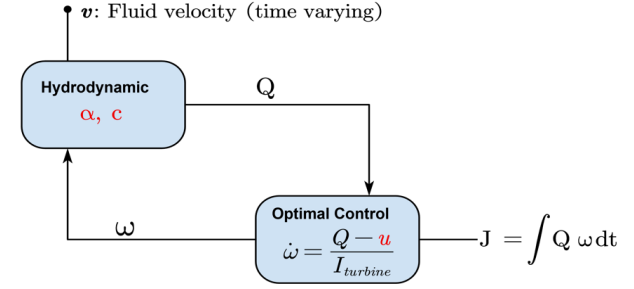 v: Fluid velocity (time varying)
Hydrodynamic
α, c
Q
ω
Optimal Control
ω̇ = (Q − u) / I_turbine
J = ∫ Q ω dt